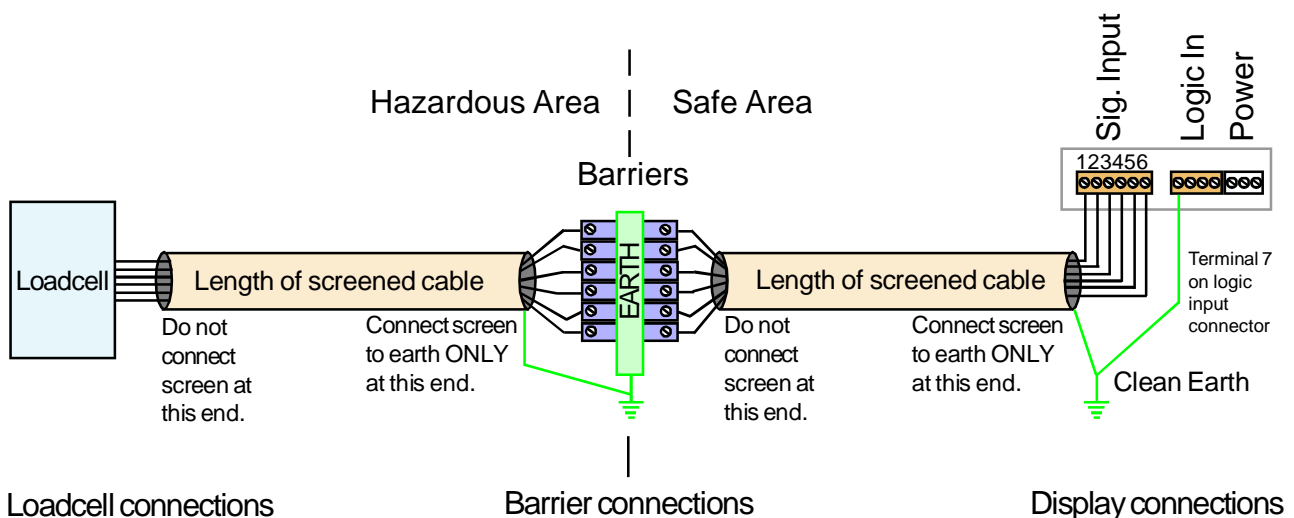 Hazardous Area
Safe Area
Barriers
Sig. Input
Logic In
Power
123456
Loadcell
Length of screened cable
EARTH
Length of screened cable
Terminal 7
on logic
input
connector
Do not
connect
screen at
this end.
Connect screen
to earth ONLY
at this end.
Do not
connect
screen at
this end.
Connect screen
to earth ONLY
at this end.
Clean Earth
Loadcell connections
Barrier connections
Display connections